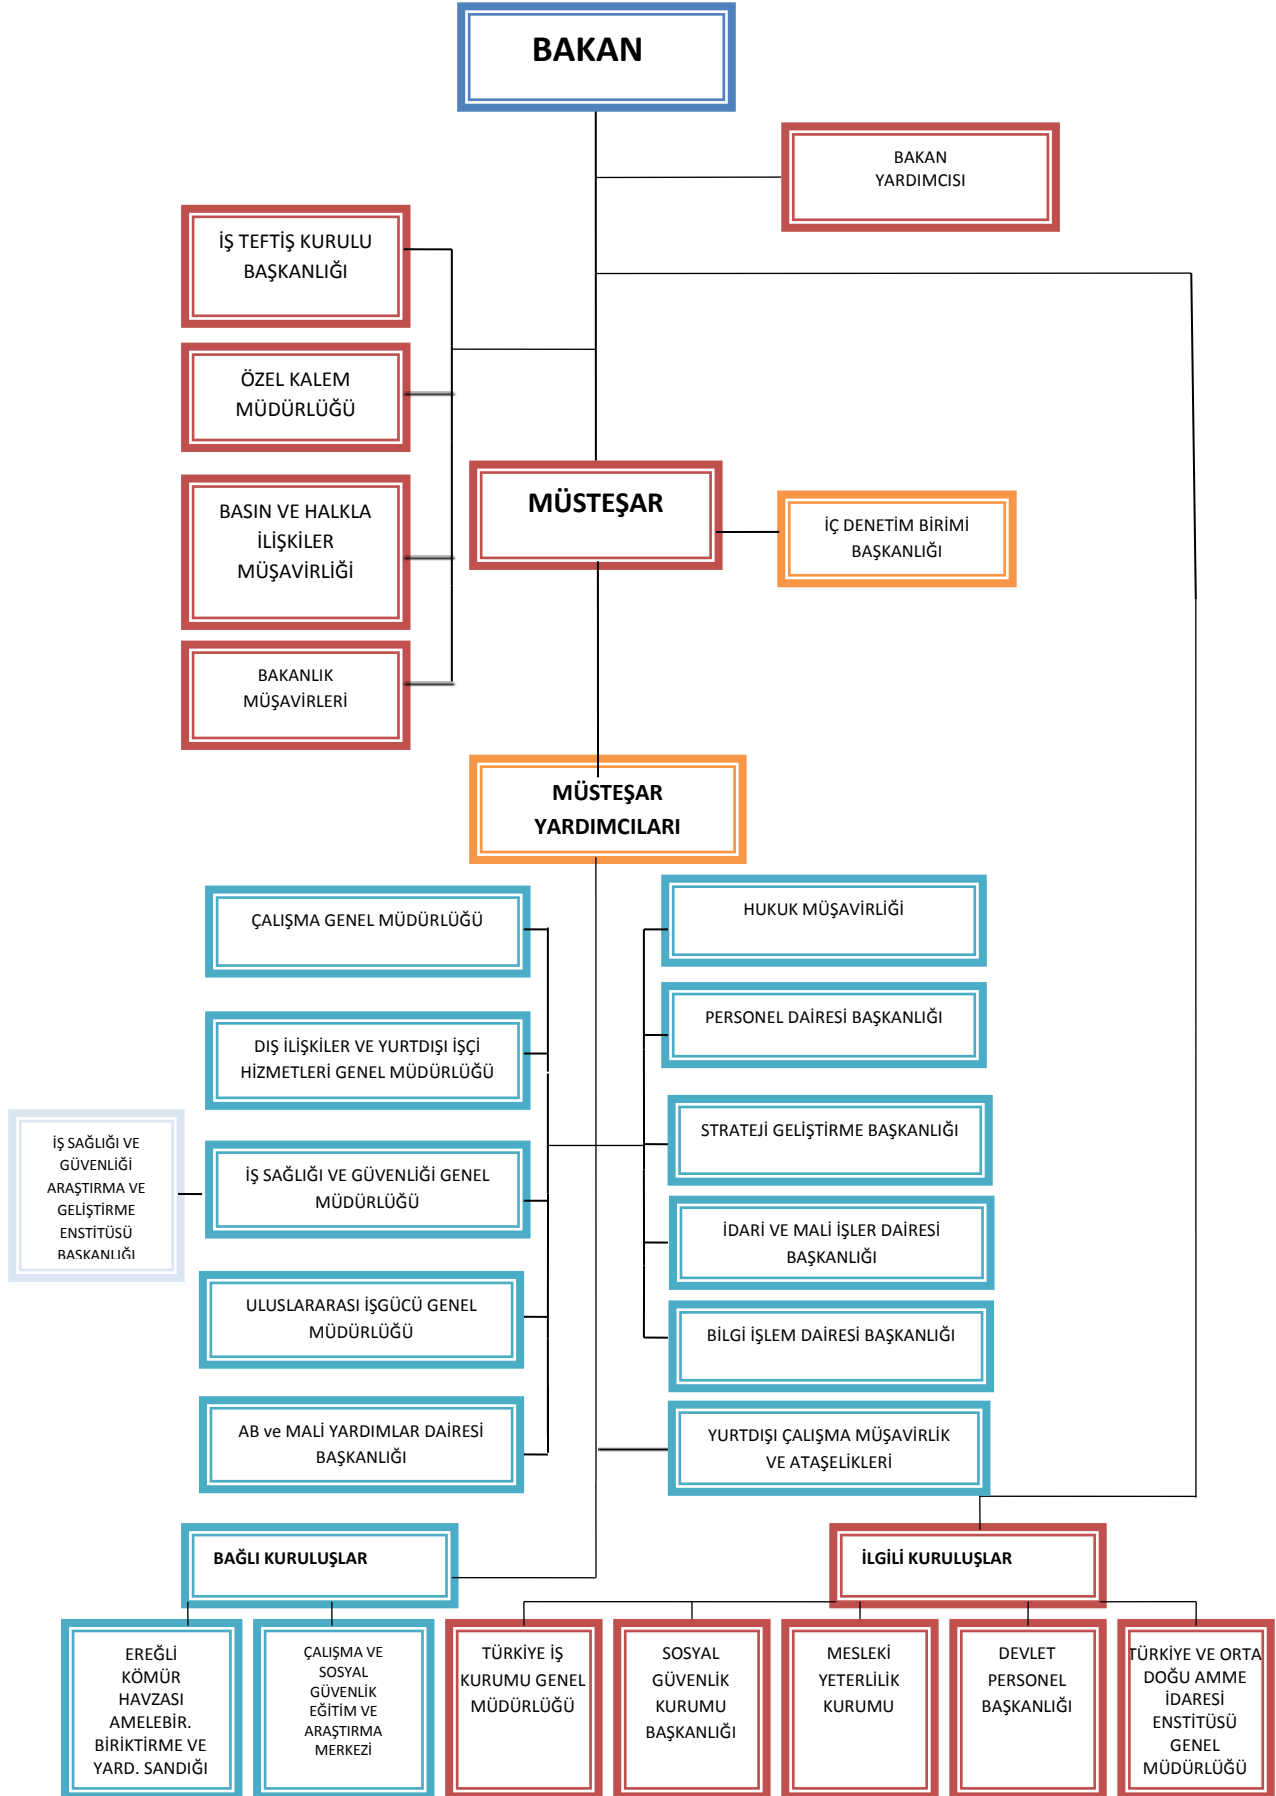 BAKAN
BAKAN
YARDIMCISI
İŞ TEFTİŞ KURULU
BAŞKANLIĞI
ÖZEL KALEM
MÜDÜRLÜĞÜ
BASIN VE HALKLA
İLİŞKİLER
MÜŞAVİRLİĞİ
BAKANLIK
MÜŞAVİRLERİ
MÜSTEŞAR
İÇ DENETİM BİRİMİ
BAŞKANLIĞI
MÜSTEŞAR
YARDIMCILARI
ÇALIŞMA GENEL MÜDÜRLÜĞÜ
DIŞ İLİŞKİLER VE YURTDIŞI İŞÇİ
HİZMETLERİ GENEL MÜDÜRLÜĞÜ
İŞ SAĞLIĞI VE
GÜVENLİĞİ
ARAŞTIRMA VE
GELİŞTİRME
ENSTİTÜSÜ
BAŞKANLIĞI
İŞ SAĞLIĞI VE GÜVENLİĞİ GENEL
MÜDÜRLÜĞÜ
ULUSLARARASI İŞGÜCÜ GENEL
MÜDÜRLÜĞÜ
AB ve MALİ YARDIMLAR DAİRESİ
BAŞKANLIĞI
HUKUK MÜŞAVİRLİĞİ
PERSONEL DAİRESİ BAŞKANLIĞI
STRATEJİ GELİŞTİRME BAŞKANLIĞI
İDARİ VE MALİ İŞLER DAİRESİ
BAŞKANLIĞI
BİLGİ İŞLEM DAİRESİ BAŞKANLIĞI
YURTDIŞI ÇALIŞMA MÜŞAVİRLİK
VE ATAŞELİKLERİ
BAĞLI KURULUŞLAR
EREĞLİ
KÖMÜR
HAVZASI
AMELEBİR.
BİRİKTİRME VE
YARD. SANDIĞI
ÇALIŞMA VE
SOSYAL
GÜVENLİK
EĞİTİM VE
ARAŞTIRMA
MERKEZİ
İLGİLİ KURULUŞLAR
TÜRKİYE İŞ
KURUMU GENEL
MÜDÜRLÜĞÜ
SOSYAL
GÜVENLİK
KURUMU
BAŞKANLIĞI
MESLEKİ
YETERLİLİK
KURUMU
DEVLET
PERSONEL
BAŞKANLIĞI
TÜRKİYE VE ORTA
DOĞU AMME
İDARESİ
ENSTİTÜSÜ
GENEL
MÜDÜRLÜĞÜ